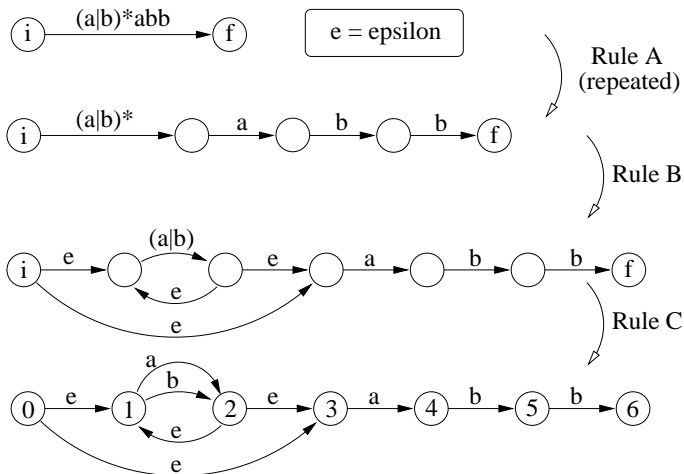 (a|b)*abb
i f
e = epsilon
Rule A
(repeated)
(a|b)* a b b
i f
Rule B
(a|b)
e e a b b
i f
e
e
Rule C
a
e b e a b b
0 1 2 3 4 5 6
e
e